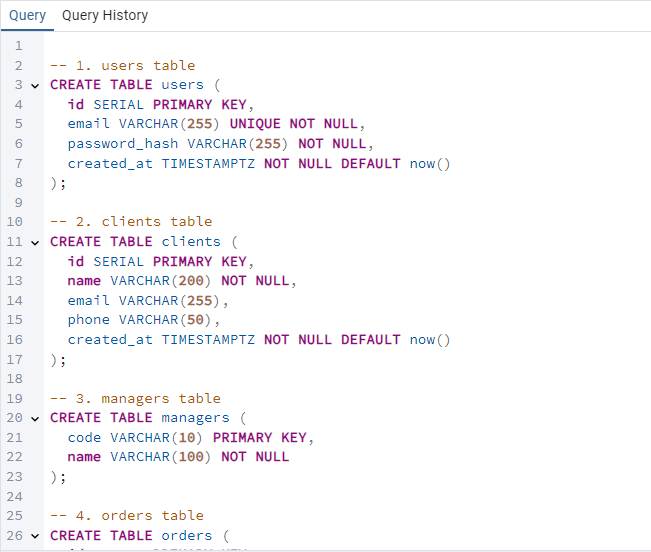 Query Query History
1
2 -- 1. users table
3 CREATE TABLE users (
4 id SERIAL PRIMARY KEY,
5 email VARCHAR(255) UNIQUE NOT NULL,
6 password_hash VARCHAR(255) NOT NULL,
7 created_at TIMESTAMPTZ NOT NULL DEFAULT now()
8 );
9
10 -- 2. clients table
11 CREATE TABLE clients (
12 id SERIAL PRIMARY KEY,
13 name VARCHAR(200) NOT NULL,
14 email VARCHAR(255),
15 phone VARCHAR(50),
16 created_at TIMESTAMPTZ NOT NULL DEFAULT now()
17 );
18
19 -- 3. managers table
20 CREATE TABLE managers (
21 code VARCHAR(10) PRIMARY KEY,
22 name VARCHAR(100) NOT NULL
23 );
24
25 -- 4. orders table
26 CREATE TABLE orders (